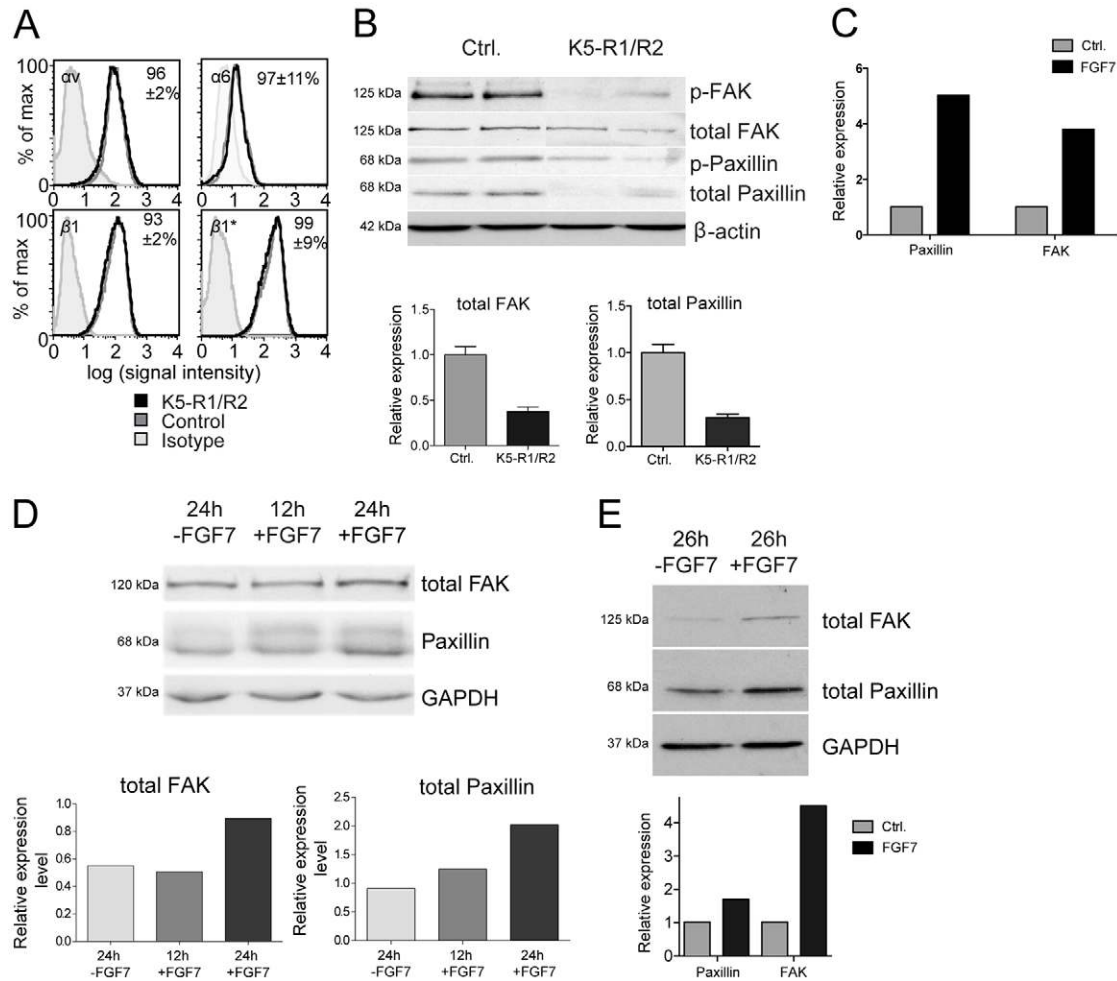 A
% of max
100
0
αv
96
±2%
0 1 2 3 4
α6
97±11%
0 1 2 3 4
% of max
100
0
β1
93
±2%
0 1 2 3 4
β1*
99
±9%
0 1 2 3 4
log (signal intensity)
K5-R1/R2
Control
Isotype
B
Ctrl. K5-R1/R2
125 kDa p-FAK
125 kDa total FAK
68 kDa p-Paxillin
68 kDa total Paxillin
42 kDa β-actin
total FAK
Relative expression
1.5
1.0
0.5
0.0
Ctrl. K5-R1/R2
total Paxillin
Relative expression
1.5
1.0
0.5
0.0
Ctrl. K5-R1/R2
C
Ctrl.
FGF7
Relative expression
6
4
2
0
Paxillin FAK
D
24h 12h 24h
-FGF7 +FGF7 +FGF7
120 kDa total FAK
68 kDa Paxillin
37 kDa GAPDH
total FAK
Relative expression
level
1.0
0.8
0.6
0.4
0.2
0.0
24h 12h 24h
-FGF7 +FGF7 +FGF7
total Paxillin
Relative expression
level
2.5
2.0
1.5
1.0
0.5
0.0
24h 12h 24h
-FGF7 +FGF7 +FGF7
E
26h 26h
-FGF7 +FGF7
125 kDa total FAK
68 kDa total Paxillin
37 kDa GAPDH
Relative expression
4
2
0
Ctrl.
FGF7
Paxillin FAK